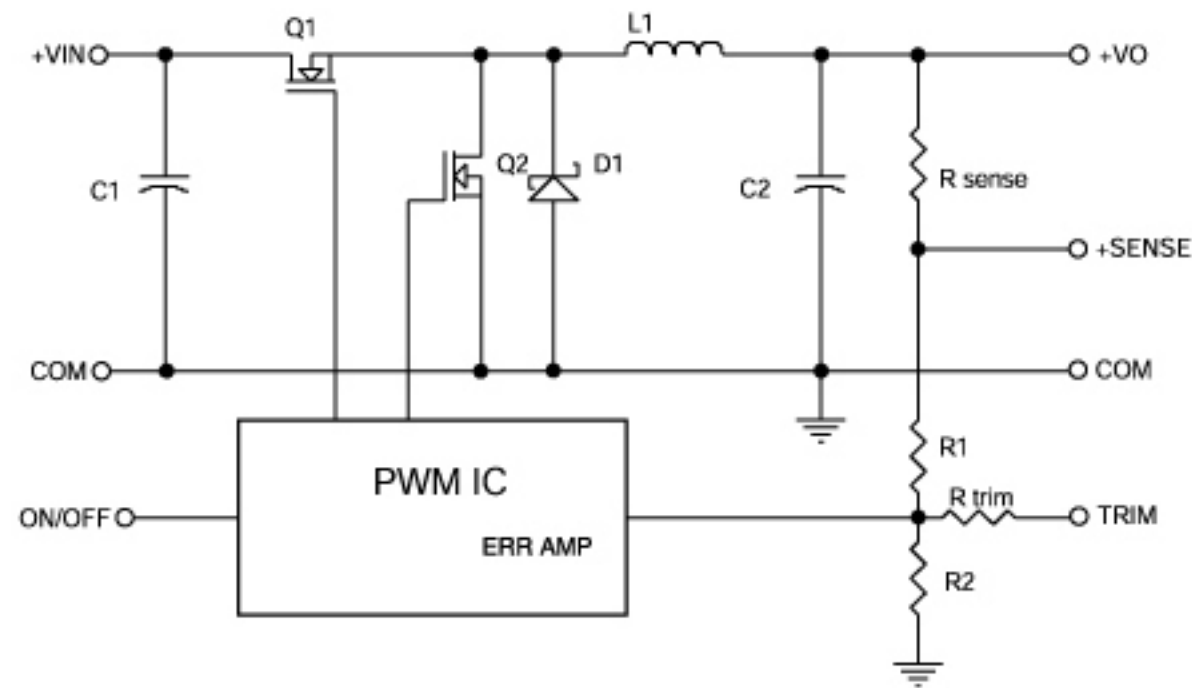 Q1
L1
+VIN
+VO
C1
Q2
D1
C2
R sense
+SENSE
COM
COM
R1
PWM IC
R trim
ON/OFF
TRIM
ERR AMP
R2